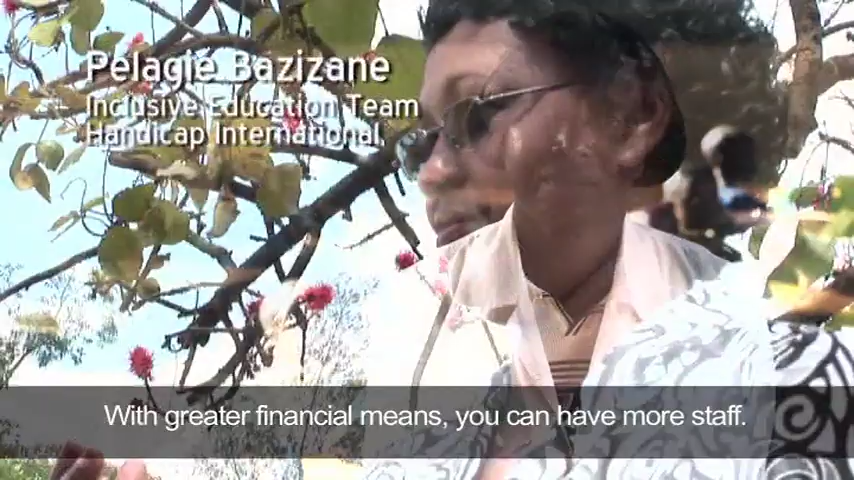 Pelagie Bazizane
Inclusive Education Team
Handicap International
With greater financial means, you can have more staff.